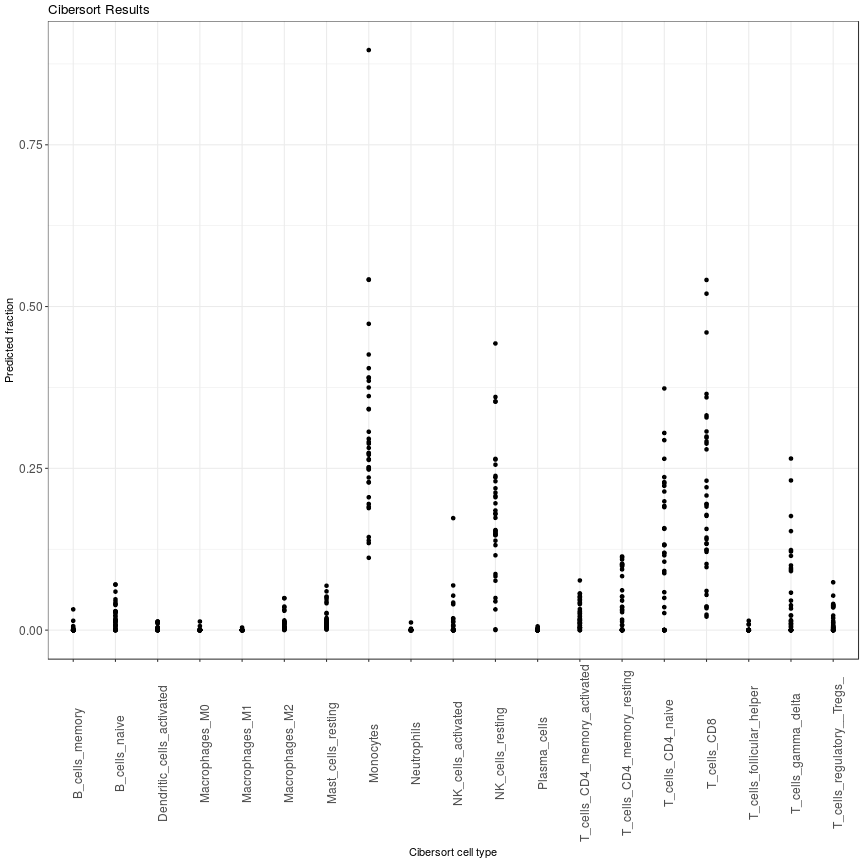 Cibersort Results
Predicted fraction
0.75
0.50
0.25
0.00
B_cells_memory
B_cells_naive
Dendritic_cells_activated
Macrophages_M0
Macrophages_M1
Macrophages_M2
Mast_cells_resting
Monocytes
Neutrophils
NK_cells_activated
NK_cells_resting
Plasma_cells
T_cells_CD4_memory_activated
T_cells_CD4_memory_resting
T_cells_CD4_naive
T_cells_CD8
T_cells_follicular_helper
T_cells_gamma_delta
T_cells_regulatory__Tregs_
Cibersort cell type